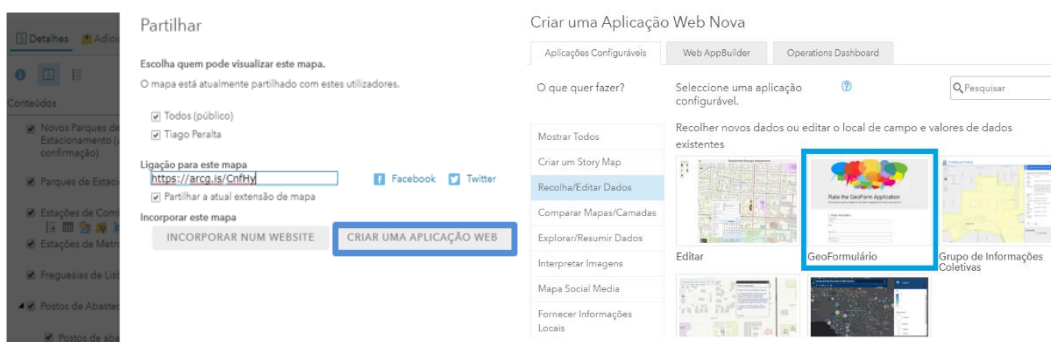 Detalhes
Conteúdos
Novos Parques de
Estacionamento
confirmação)
Parques de
Estações de
Estações de
Freguesias de
Postos de
Postos de
Partilhar
Escolha quem pode visualizar este mapa.
O mapa está atualmente partilhado com estes utilizadores.
Todos (público)
Tiago Peralta
Ligação para este mapa
https://arcg.is/CnfHy
Facebook
Twitter
Partilhar a atual extensão de mapa
Incorporar este mapa
INCORPORAR NUM WEBSITE
CRIAR UMA APLICAÇÃO WEB
Criar uma Aplicação Web Nova
Aplicações Configuráveis
Web AppBuilder
Operations Dashboard
O que quer fazer?
Mostrar Todos
Criar um Story Map
Recolha/Editar Dados
Comparar Mapas/Camadas
Explorar/Resumir Dados
Interpretar Imagens
Mapa Social Media
Fornecer Informações
Locais
Seleccione uma aplicação
configurável.
Pesquisar
Recolher novos dados ou editar o local de campo e valores de dados
existentes
Rate the GeoForm Application
Editar
GeoFormulário
Grupo de Informações
Coletivas